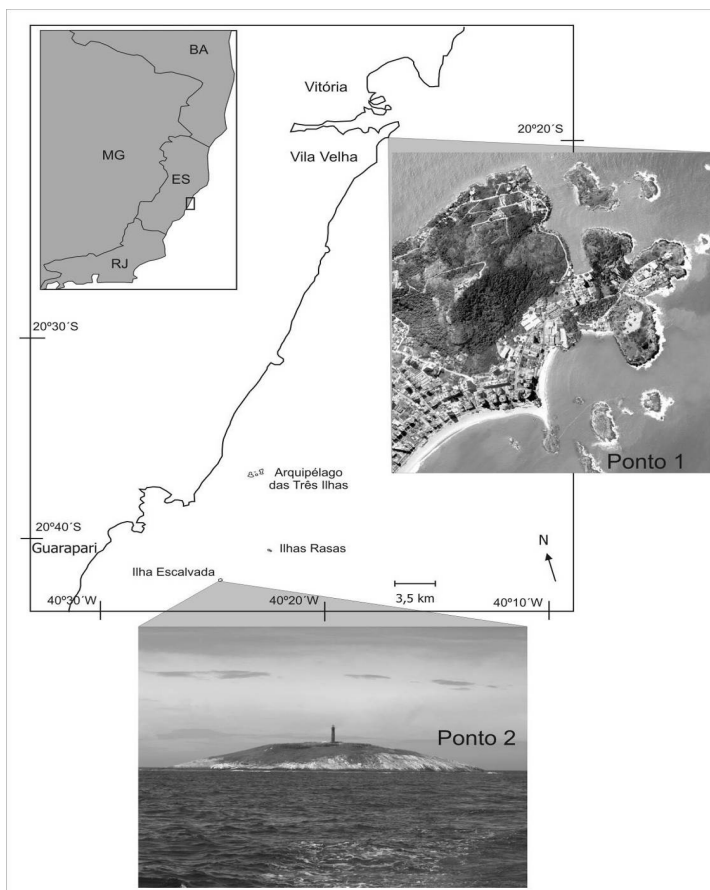 BA
MG
ES
RJ
Vitória
Vila Velha
20º20´S
Ponto 1
20º30´S
Arquipélago
das Três Ilhas
20º40´S
Guarapari
Ilhas Rasas
Ilha Escalvada
N
3,5 km
40º30´W
40º20´W
40º10´W
Ponto 2